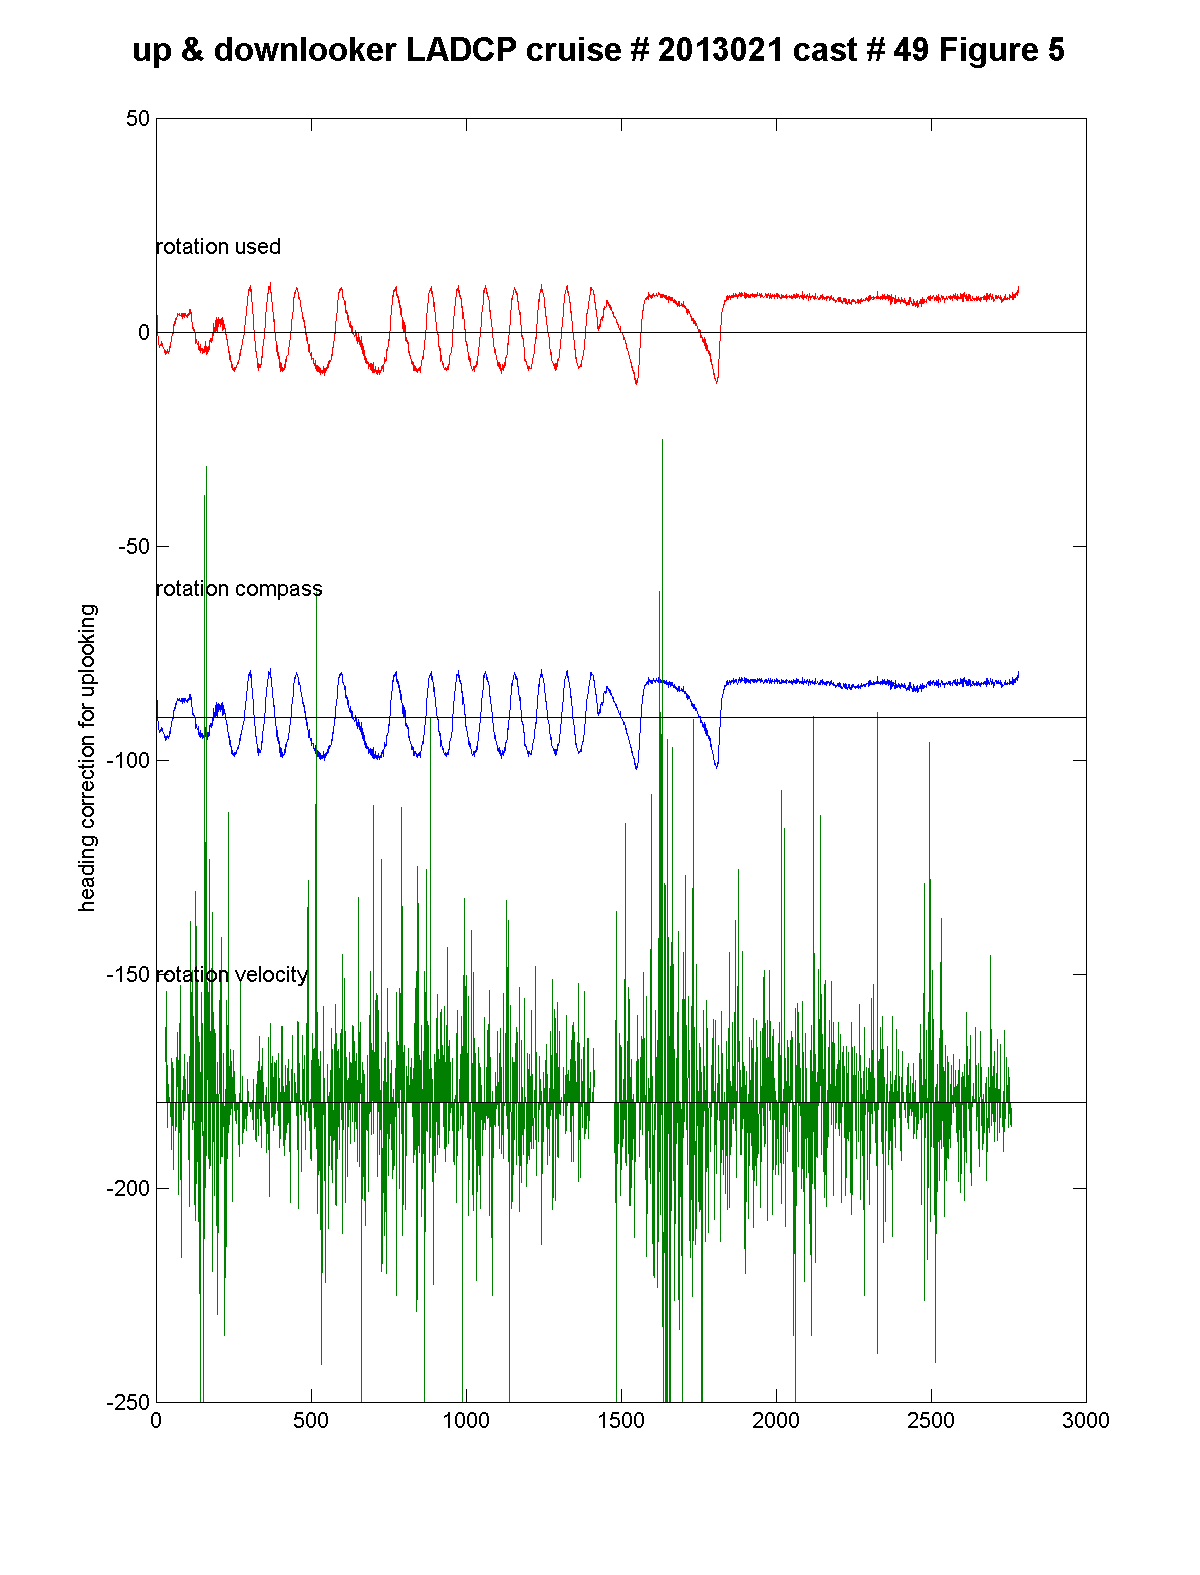 up & downlooker LADCP cruise # 2013021 cast # 49 Figure 5
50
rotation used
0
-50
rotation compass
heading correction for uplooking
-100
-150
rotation velocity
-200
-250
0 500 1000 1500 2000 2500 3000